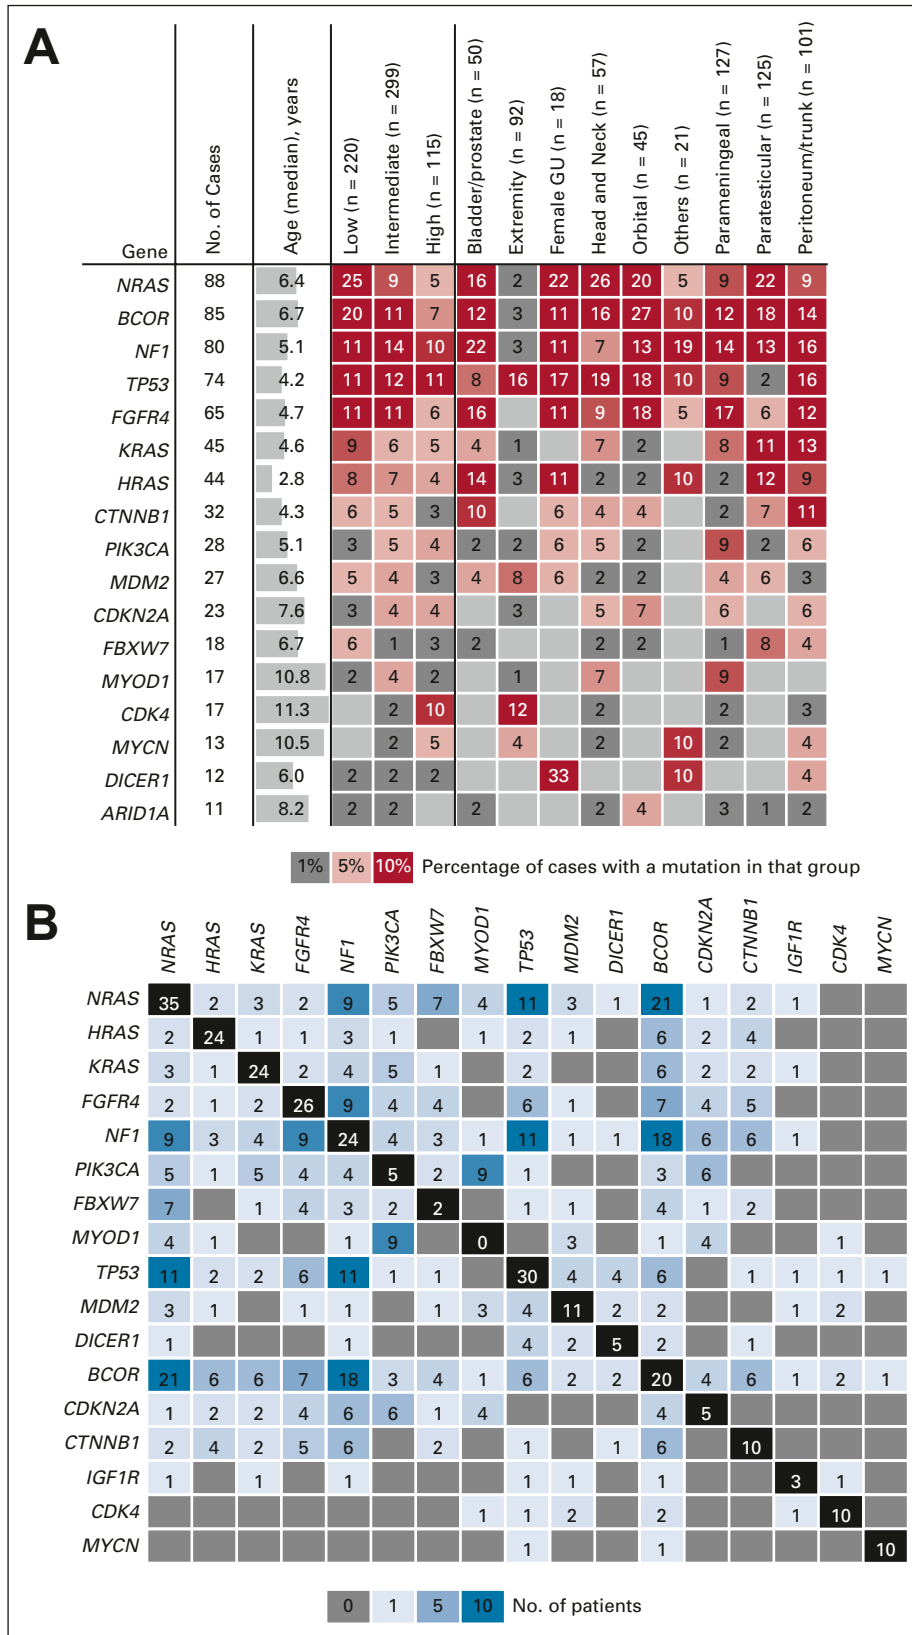 A
Gene
No. of Cases
Age (median), years
Low (n = 220)
Intermediate (n = 299)
High (n = 115)
Bladder/prostate (n = 50)
Extremity (n = 92)
Female GU (n = 18)
Head and Neck (n = 57)
Orbital (n = 45)
Others (n = 21)
Parameningeal (n = 127)
Paratesticular (n = 125)
Peritoneum/trunk (n = 101)
NRAS 88 6.4 25 9 5 16 2 22 26 20 5 9 22 9
BCOR 85 6.7 20 11 7 12 3 11 16 27 10 12 18 14
NF1 80 5.1 11 14 10 22 3 11 7 13 19 14 13 16
TP53 74 4.2 11 12 11 8 16 17 19 18 10 9 2 16
FGFR4 65 4.7 11 11 6 16 11 9 18 5 17 6 12
KRAS 45 4.6 9 6 5 4 1 7 2 8 11 13
HRAS 44 2.8 8 7 4 14 3 11 2 2 10 2 12 9
CTNNB1 32 4.3 6 5 3 10 6 4 4 2 7 11
PIK3CA 28 5.1 3 5 4 2 2 6 5 2 9 2 6
MDM2 27 6.6 5 4 3 4 8 6 2 2 4 6 3
CDKN2A 23 7.6 3 4 4 3 5 7 6 6
FBXW7 18 6.7 6 1 3 2 2 2 1 8 4
MYOD1 17 10.8 2 4 2 1 7 9
CDK4 17 11.3 2 10 12 2 2 3
MYCN 13 10.5 2 5 4 2 10 2 4
DICER1 12 6.0 2 2 2 33 10 4
ARID1A 11 8.2 2 2 2 2 4 3 1 2
1% 5% 10% Percentage of cases with a mutation in that group
B
NRAS HRAS KRAS FGFR4 NF1 PIK3CA FBXW7 MYOD1 TP53 MDM2 DICER1 BCOR CDKN2A CTNNB1 IGF1R CDK4 MYCN
NRAS 35 2 3 2 9 5 7 4 11 3 1 21 1 2 1
HRAS 2 24 1 1 3 1 1 2 1 6 2 4
KRAS 3 1 24 2 4 5 1 2 6 2 2 1
FGFR4 2 1 2 26 9 4 4 6 1 7 4 5
NF1 9 3 4 9 24 4 3 1 11 1 1 18 6 6 1
PIK3CA 5 1 5 4 4 5 2 9 1 3 6
FBXW7 7 1 4 3 2 2 1 1 4 1 2
MYOD1 4 1 1 9 0 3 1 4 1
TP53 11 2 2 6 11 1 1 30 4 4 6 1 1 1 1
MDM2 3 1 1 1 1 3 4 11 2 2 1 2
DICER1 1 1 4 2 5 2 1
BCOR 21 6 6 7 18 3 4 1 6 2 2 20 4 6 1 2 1
CDKN2A 1 2 2 4 6 6 1 4 4 5
CTNNB1 2 4 2 5 6 2 1 1 6 10
IGF1R 1 1 1 1 1 1 3 1
CDK4 1 1 2 2 1 10
MYCN 1 1 10
0 1 5 10 No. of patients